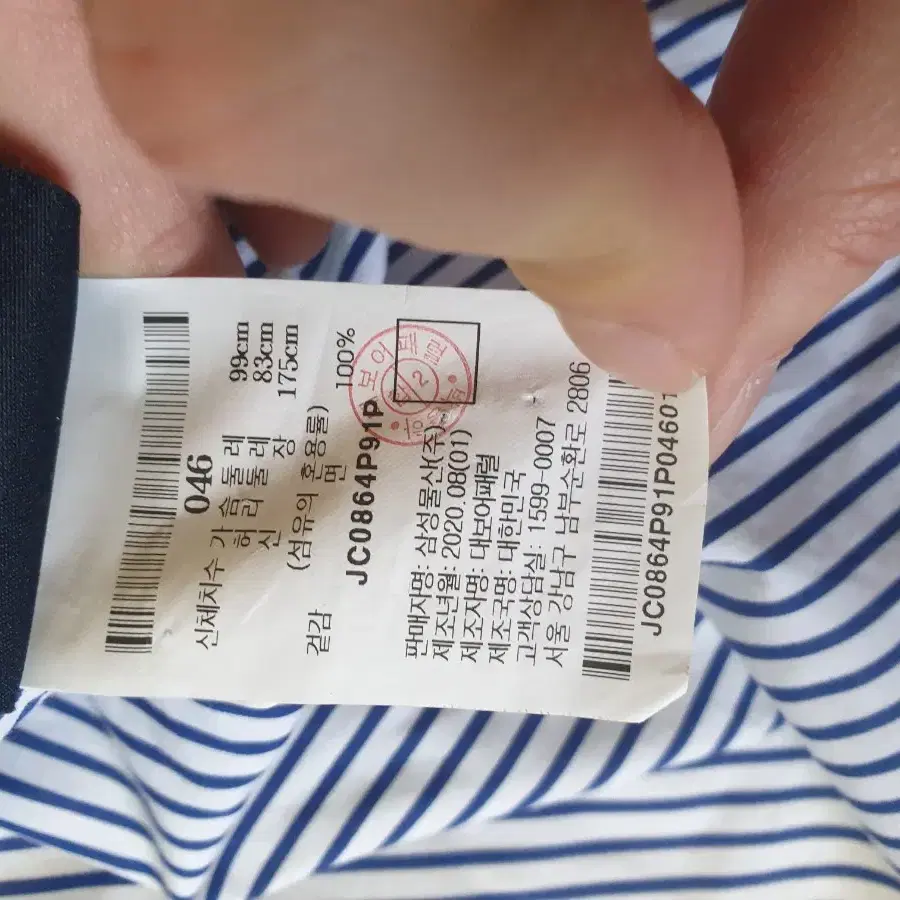 046
신체치수 가슴둘레 99cm
허리둘레 83cm
신장 175cm
(섬유의 혼용률)
겉감 면 100%
JC0864P91P
판매자명: 삼성물산(주)
제조년월: 2020.08(01)
제조자명: 대보어패럴
제조국명: 대한민국
고객상담실: 1599-0007
서울 강남구 남부순환로 2806
JC0864P91P04601